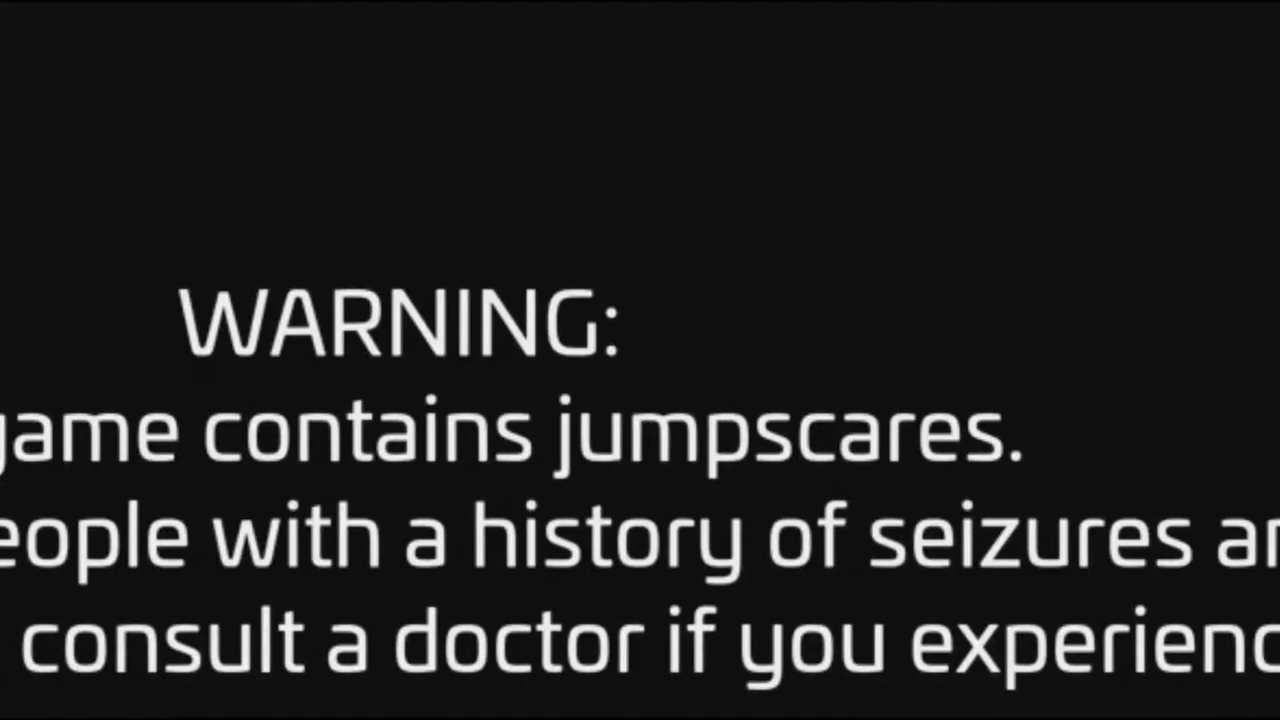 WARNING:
game contains jumpscares.
eople with a history of seizures ar
consult a doctor if you experienc